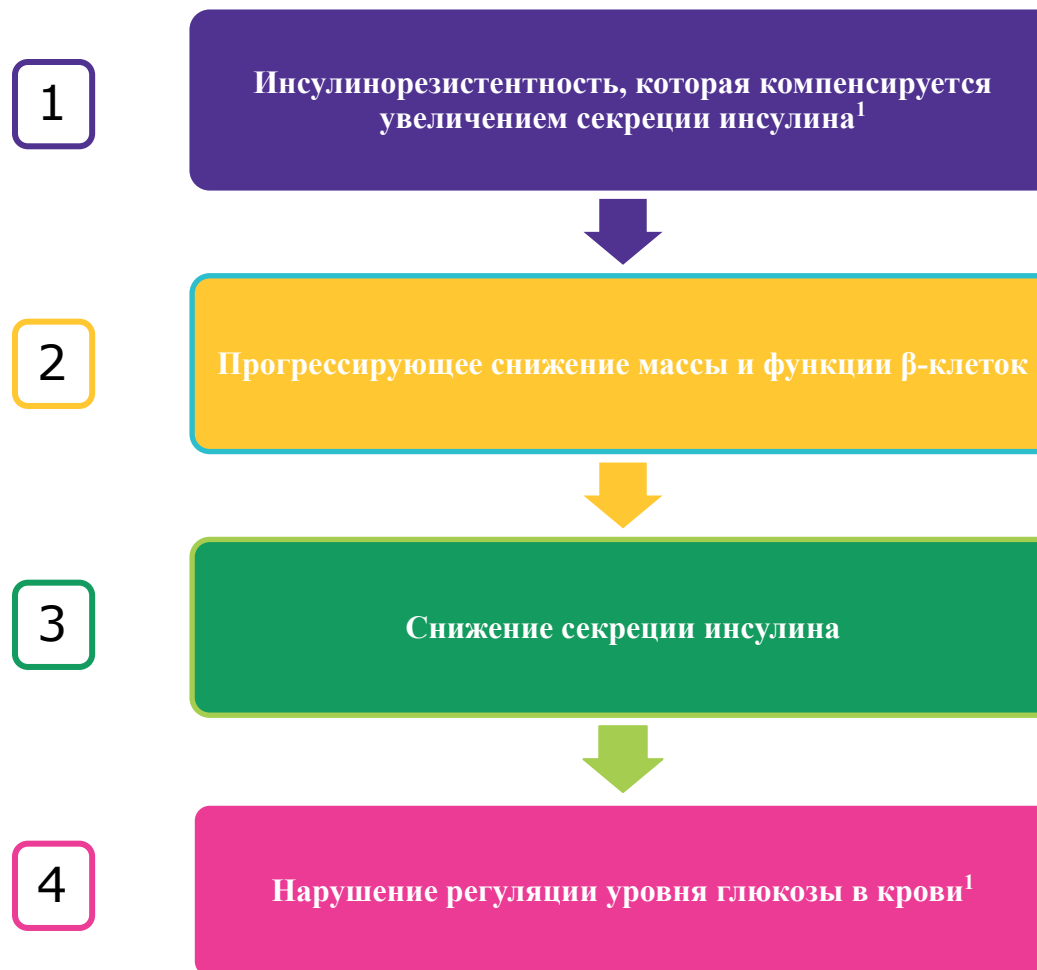 1
Инсулинорезистентность, которая компенсируется
увеличением секреции инсулина¹
2
Прогрессирующее снижение массы и функции β-клеток
3
Снижение секреции инсулина
4
Нарушение регуляции уровня глюкозы в крови¹